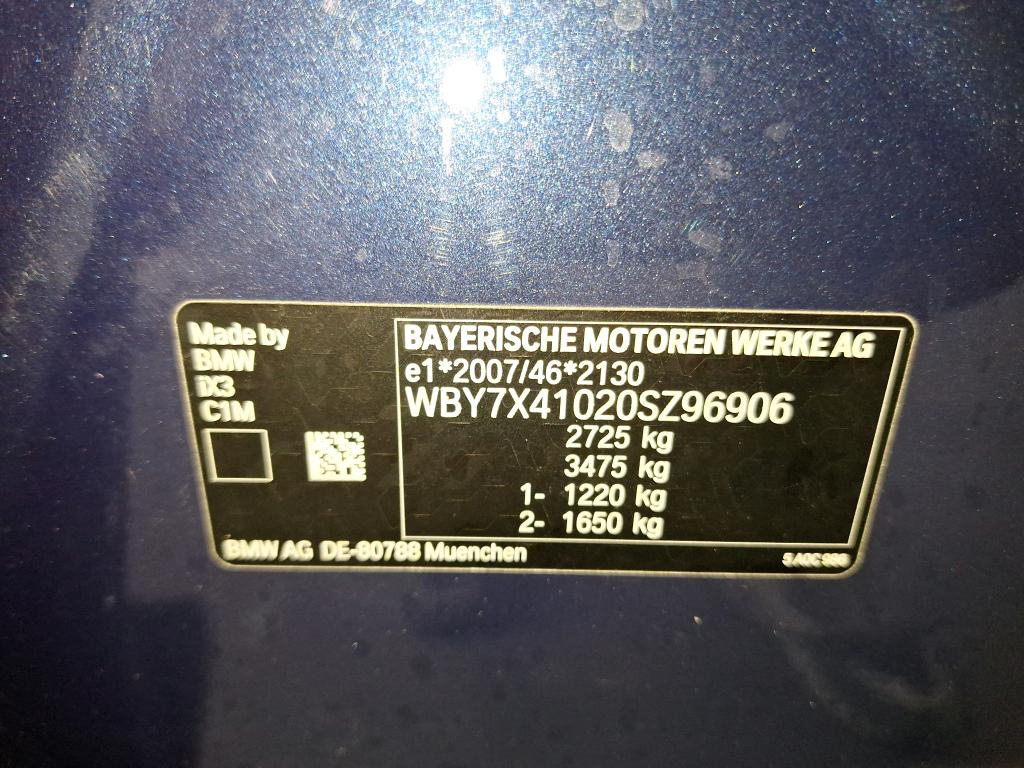 Made by
BMW
iX3
C1M
BAYERISCHE MOTOREN WERKE AG
e1*2007/46*2130
WBY7X41020SZ96906
2725 kg
3475 kg
1- 1220 kg
2- 1650 kg
BMW AG DE-80788 Muenchen